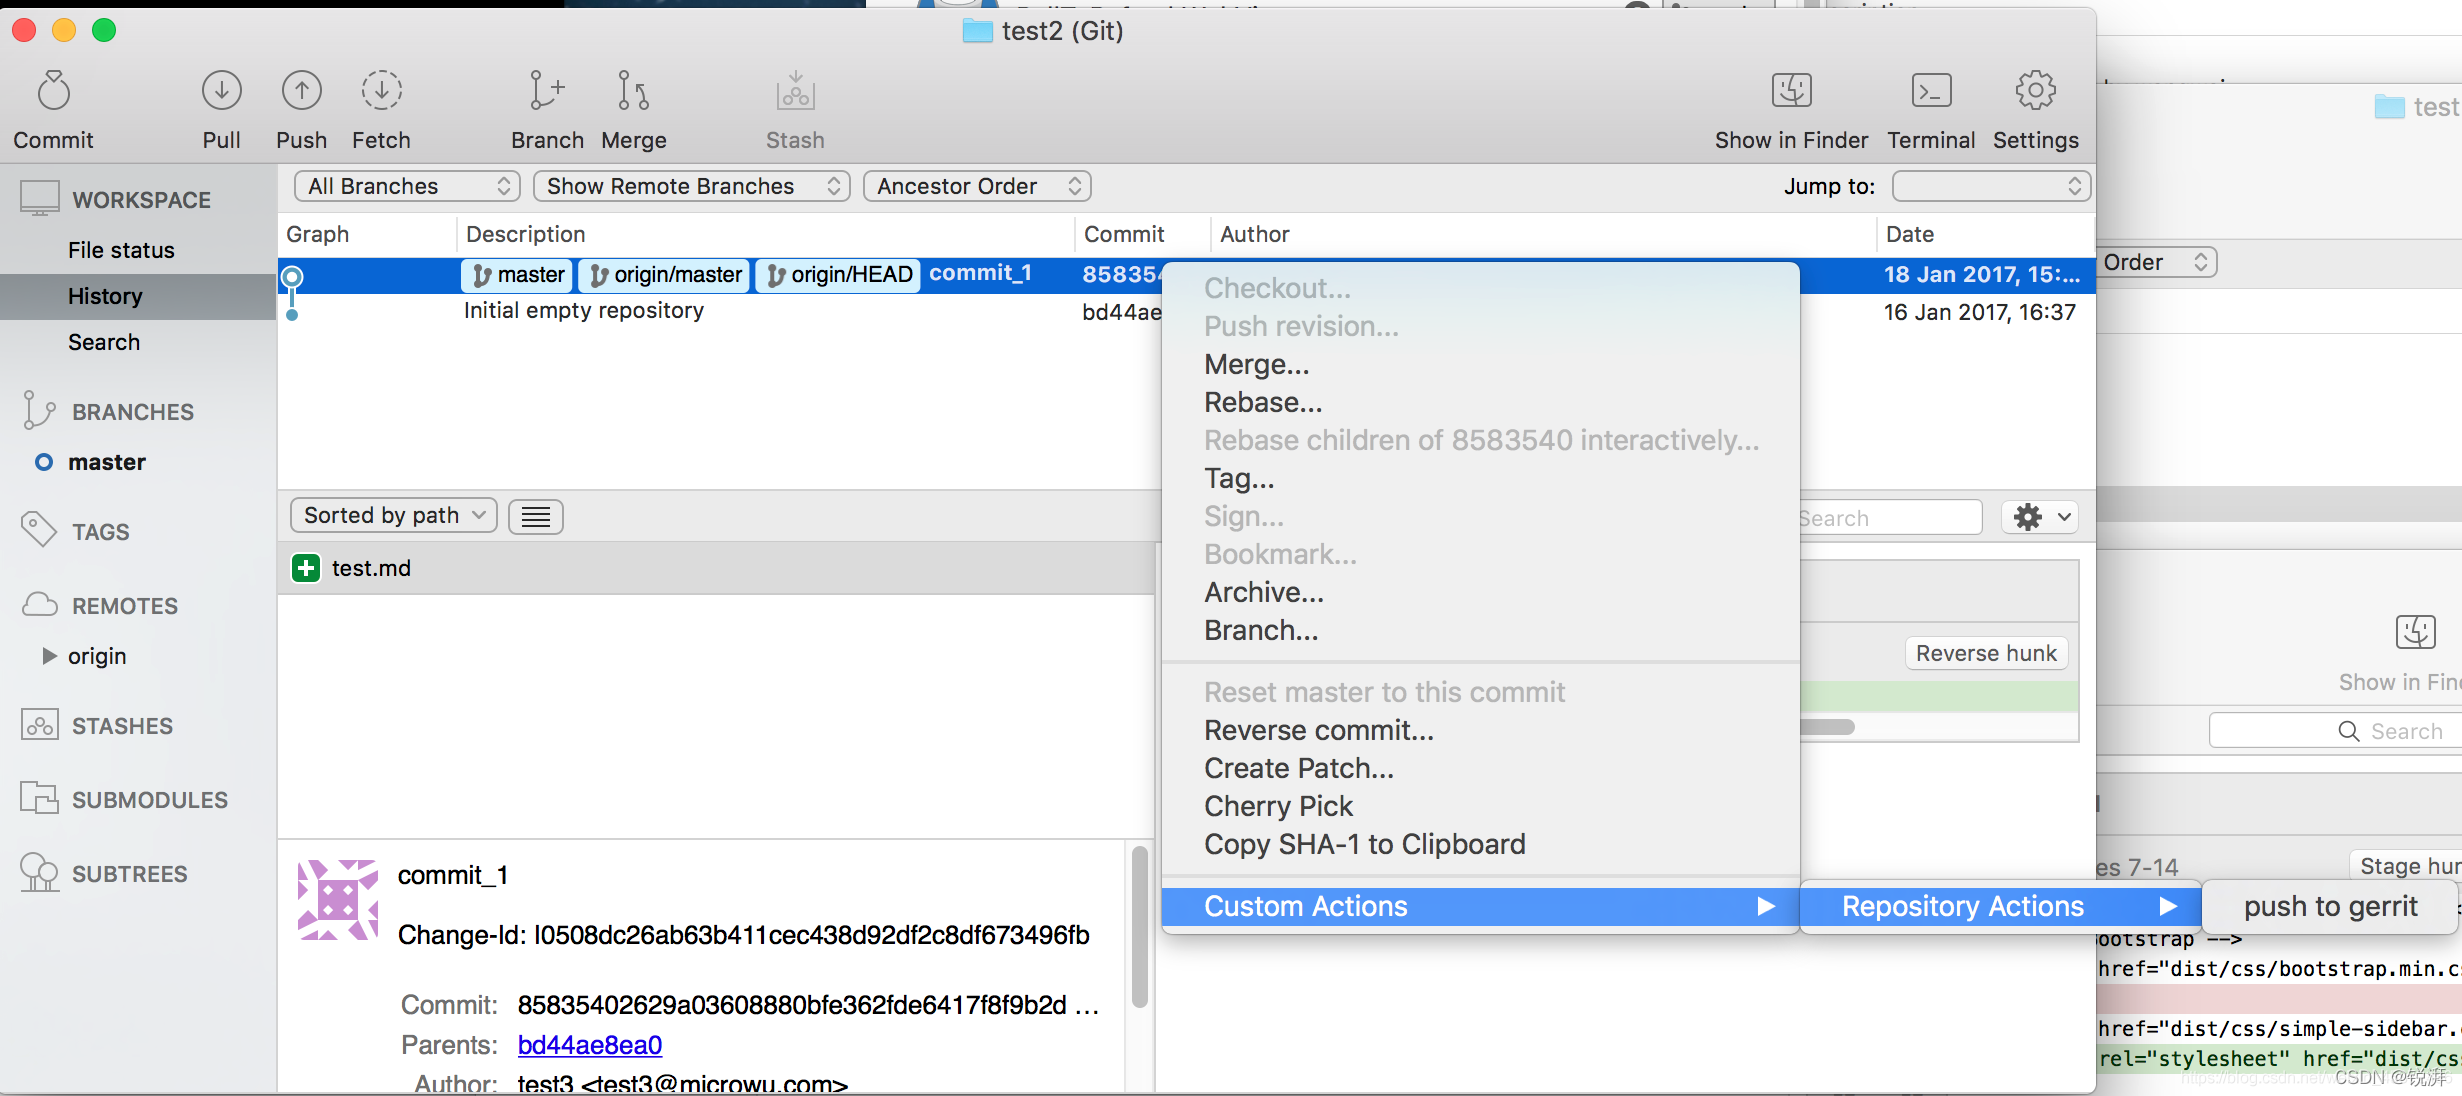 test2 (Git)
Commit
Pull
Push
Fetch
Branch
Merge
Stash
Show in Finder
Terminal
Settings
test
WORKSPACE
File status
History
Search
BRANCHES
master
TAGS
REMOTES
origin
STASHES
SUBMODULES
SUBTREES
All Branches
Show Remote Branches
Ancestor Order
Jump to:
Order
Graph
Description
Commit
Author
Date
master
origin/master
origin/HEAD
commit_1
858354
18 Jan 2017, 15:...
Initial empty repository
bd44ae
16 Jan 2017, 16:37
Checkout...
Push revision...
Merge...
Rebase...
Rebase children of 8583540 interactively...
Tag...
Sign...
Bookmark...
Archive...
Branch...
Reset master to this commit
Reverse commit...
Create Patch...
Cherry Pick
Copy SHA-1 to Clipboard
Custom Actions
Repository Actions
push to gerrit
Sorted by path
Search
test.md
Reverse hunk
Show in Fin
Search
es 7-14
Stage hu
ootstrap -->
href="dist/css/bootstrap.min.c
href="dist/css/simple-sidebar.
rel="stylesheet" href="dist/cs
commit_1
Change-Id: I0508dc26ab63b411cec438d92df2c8df673496fb
Commit: 85835402629a03608880bfe362fde6417f8f9b2d ...
Parents: bd44ae8ea0
Author: test3 <test3@microwu.com>
CSDN @锐湃